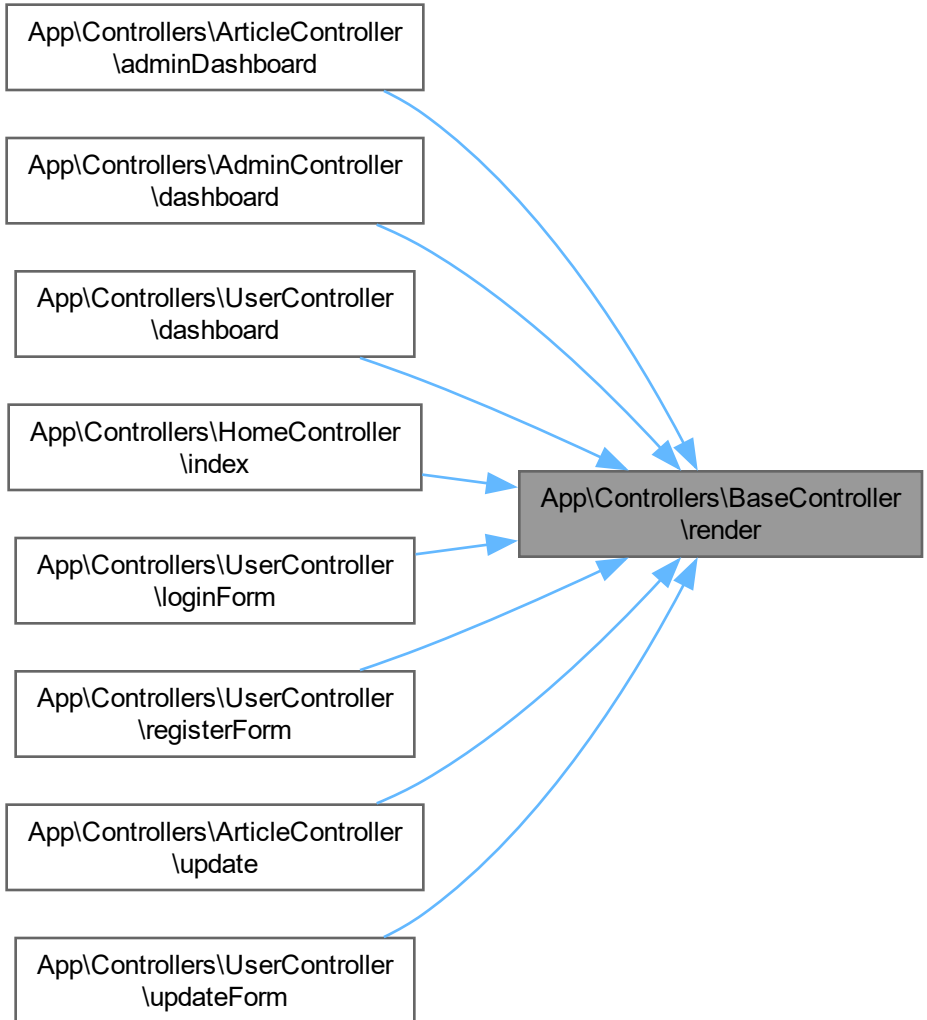 App\Controllers\ArticleController
\adminDashboard
App\Controllers\AdminController
\dashboard
App\Controllers\UserController
\dashboard
App\Controllers\HomeController
\index
App\Controllers\BaseController
\render
App\Controllers\UserController
\loginForm
App\Controllers\UserController
\registerForm
App\Controllers\ArticleController
\update
App\Controllers\UserController
\updateForm